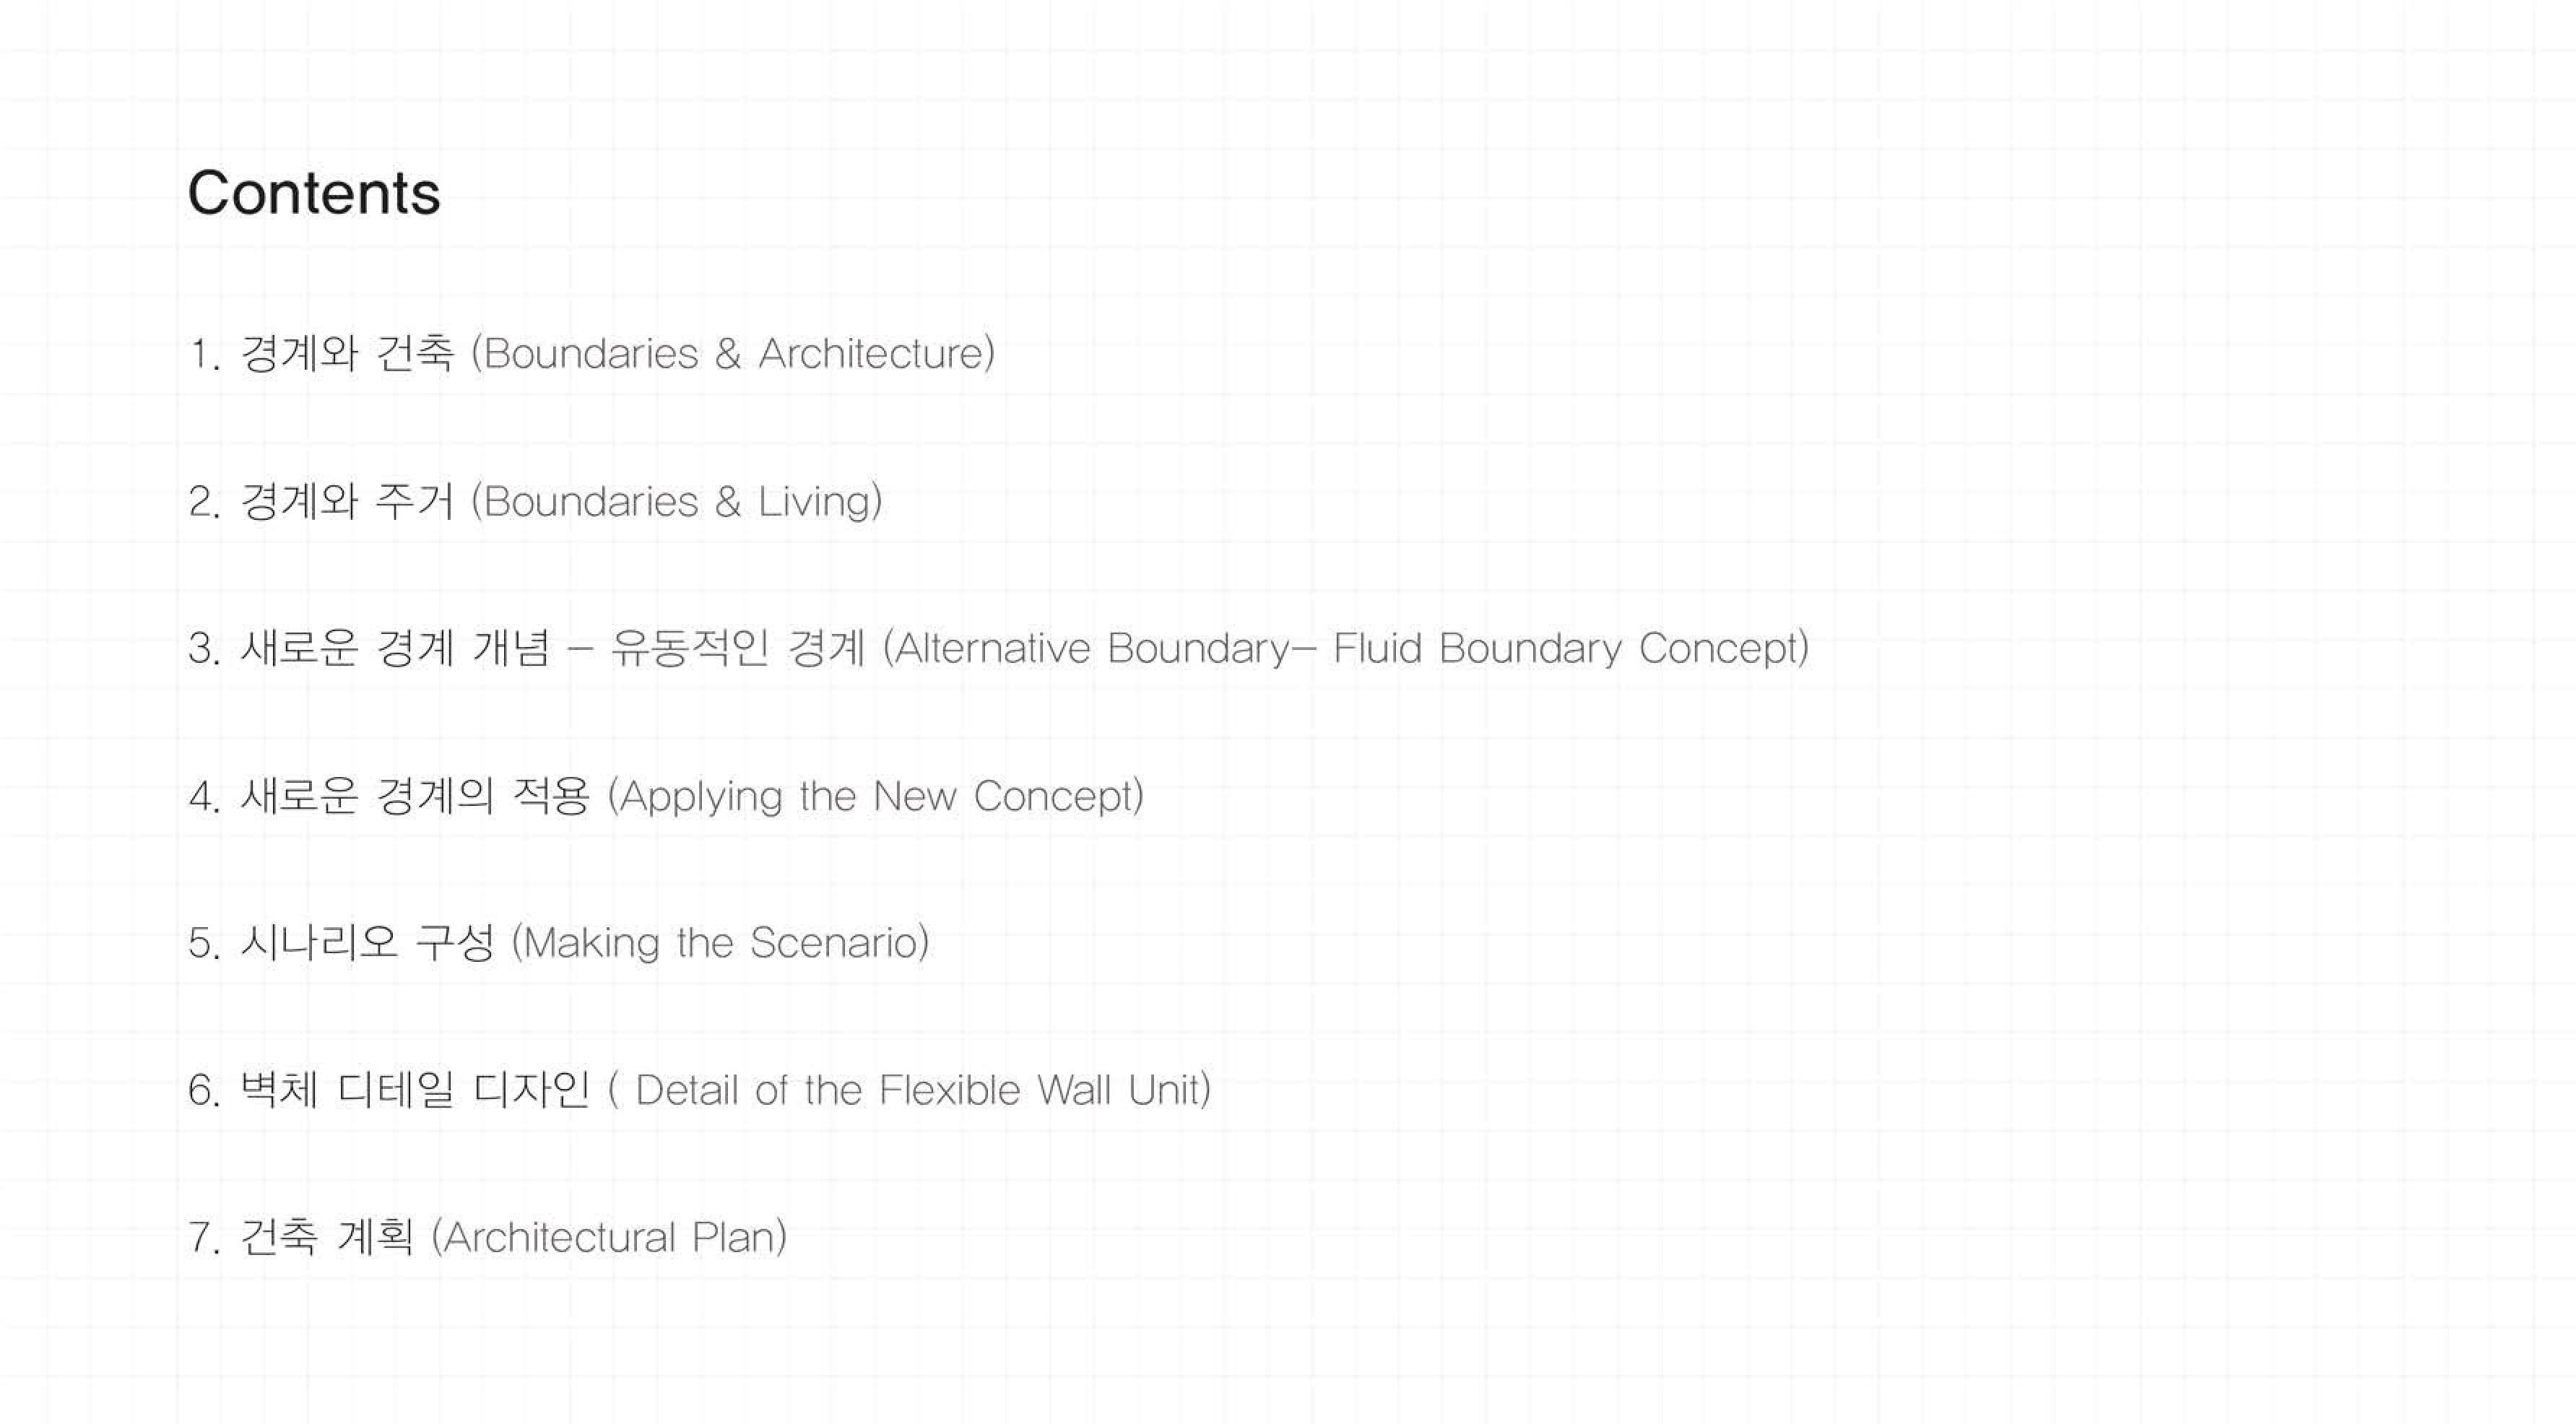 Contents
1. 경계와 건축 (Boundaries & Architecture)
2. 경계와 주거 (Boundaries & Living)
3. 새로운 경계 개념 – 유동적인 경계 (Alternative Boundary– Fluid Boundary Concept)
4. 새로운 경계의 적용 (Applying the New Concept)
5. 시나리오 구성 (Making the Scenario)
6. 벽체 디테일 디자인 ( Detail of the Flexible Wall Unit)
7. 건축 계획 (Architectural Plan)